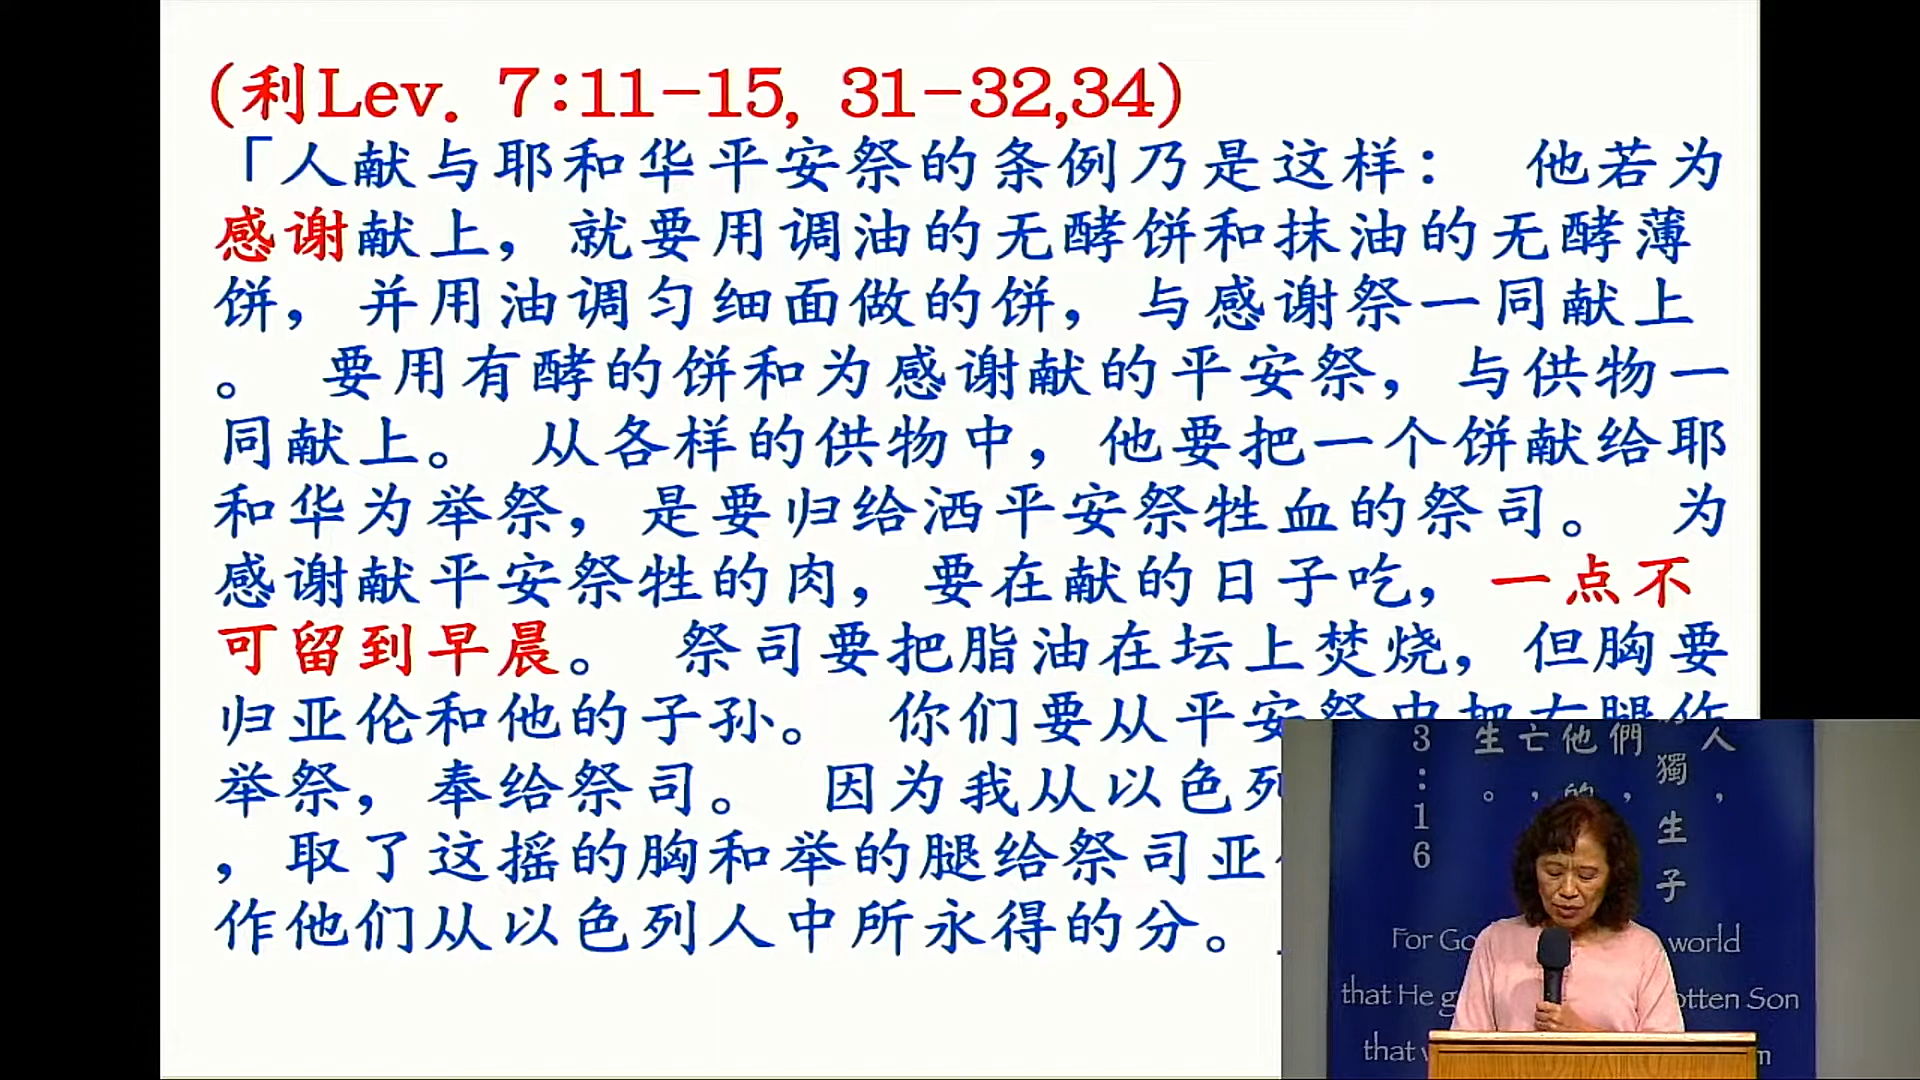 (利Lev. 7:11-15, 31-32,34)
「人献与耶和华平安祭的条例乃是这样： 他若为
感谢献上，就要用调油的无酵饼和抹油的无酵薄
饼，并用油调匀细面做的饼，与感谢祭一同献上
。 要用有酵的饼和为感谢献的平安祭，与供物一
同献上。 从各样的供物中，他要把一个饼献给耶
和华为举祭，是要归给洒平安祭牲血的祭司。 为
感谢献平安祭牲的肉，要在献的日子吃，一点不
可留到早晨。 祭司要把脂油在坛上焚烧，但胸要
归亚伦和他的子孙。 你们要从平安祭中把右腿作
举祭，奉给祭司。 因为我从以色列
，取了这摇的胸和举的腿给祭司亚
作他们从以色列人中所永得的分。
人，
獨生子
們，
他
亡，
生。
3:16
For Go world
that He g otten Son
that